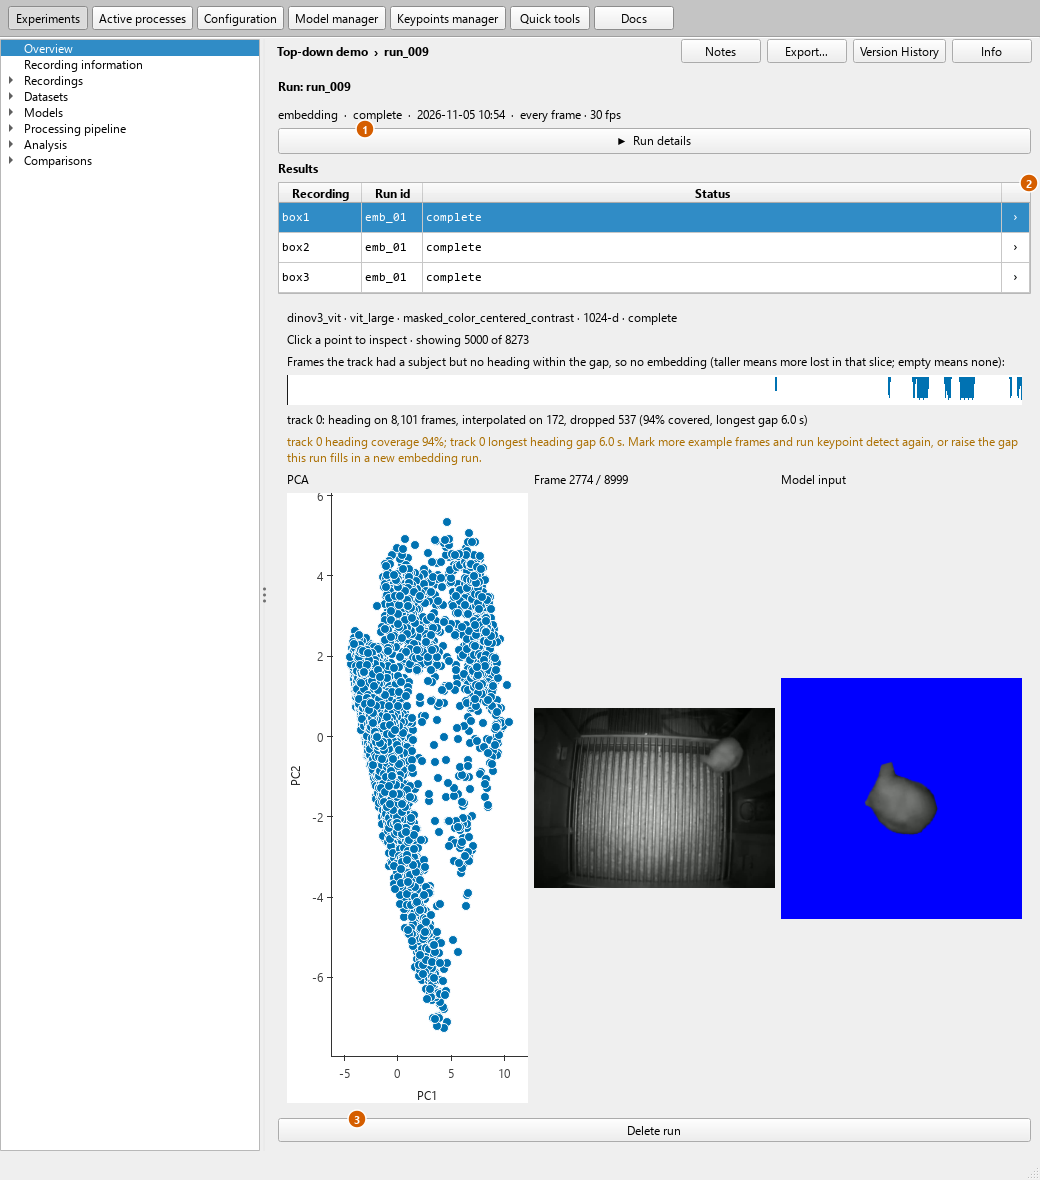 Experiments Active processes Configuration Model manager Keypoints manager Quick tools Docs
Overview
Recording information
Recordings
Datasets
Models
Processing pipeline
Analysis
Comparisons
Top-down demo › run_009
Notes Export... Version History Info
Run: run_009
embedding · complete · 2026-11-05 10:54 · every frame · 30 fps
1
► Run details
Results
2
Recording Run id Status
box1 emb_01 complete ›
box2 emb_01 complete ›
box3 emb_01 complete ›
dinov3_vit · vit_large · masked_color_centered_contrast · 1024-d · complete
Click a point to inspect · showing 5000 of 8273
Frames the track had a subject but no heading within the gap, so no embedding (taller means more lost in that slice; empty means none):
track 0: heading on 8,101 frames, interpolated on 172, dropped 537 (94% covered, longest gap 6.0 s)
track 0 heading coverage 94%; track 0 longest heading gap 6.0 s. Mark more example frames and run keypoint detect again, or raise the gap
this run fills in a new embedding run.
PCA
Frame 2774 / 8999
Model input
6
4
2
0
-2
-4
-6
PC2
-5 0 5 10
PC1
3
Delete run